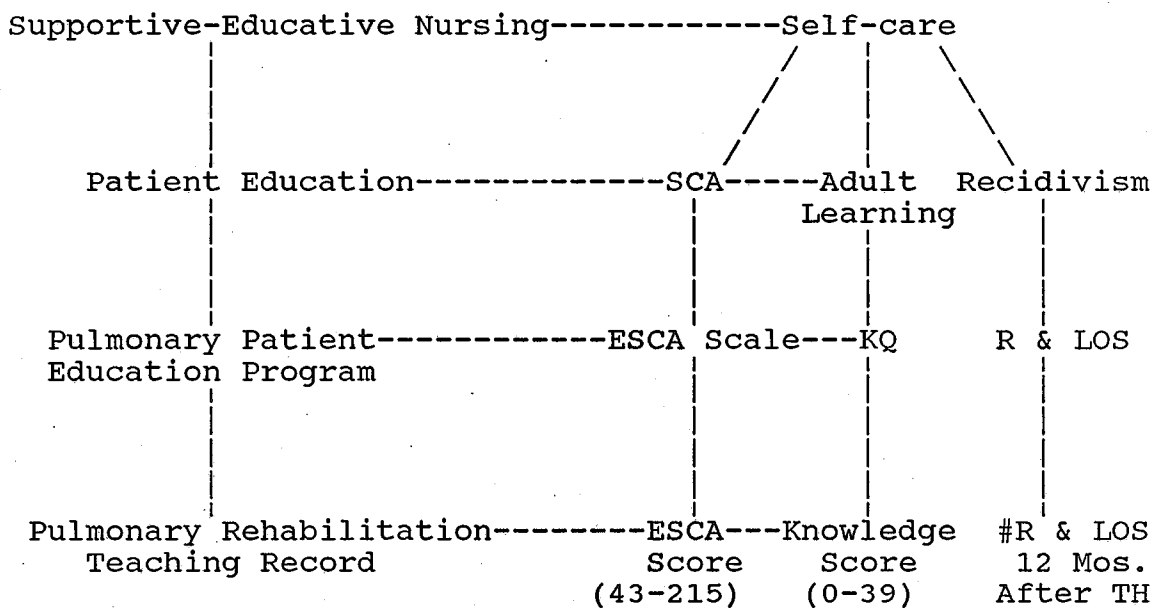 Supportive-Educative Nursing------------Self-care
Patient Education-------------SCA-----Adult Recidivism
Learning
Pulmonary Patient------------ESCA Scale---KQ R & LOS
Education Program
Pulmonary Rehabilitation--------ESCA---Knowledge #R & LOS
Teaching Record Score Score 12 Mos.
(43-215) (0-39) After TH